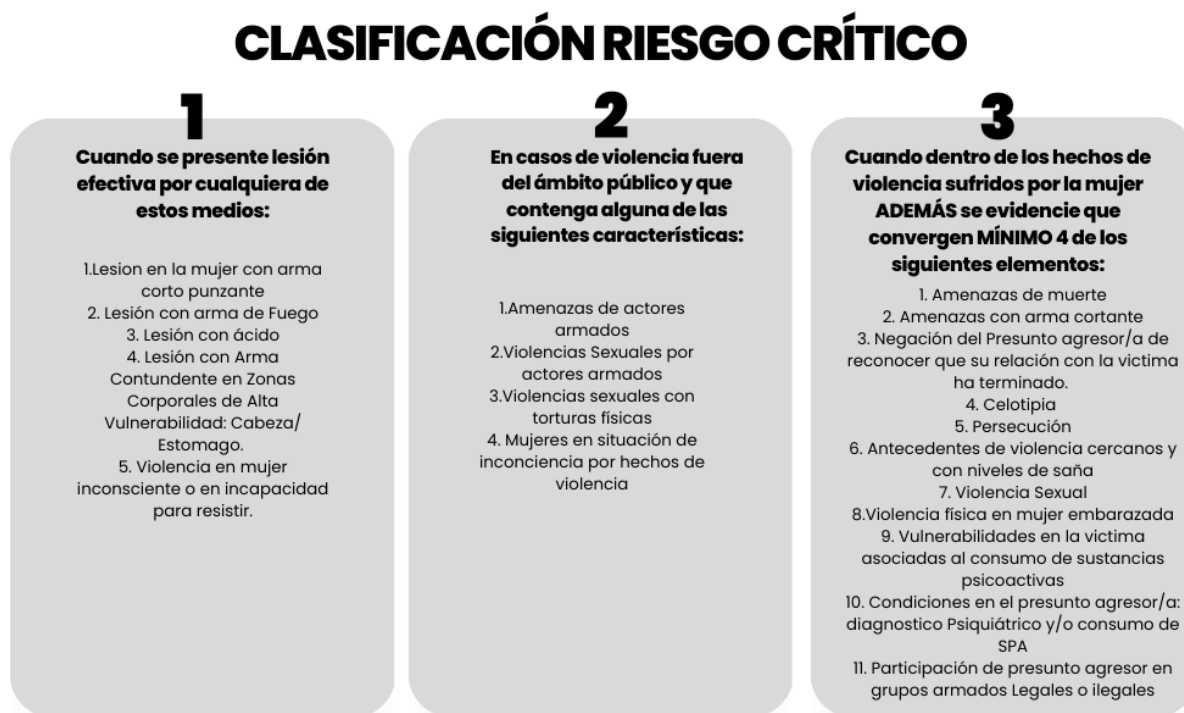 CLASIFICACIÓN RIESGO CRÍTICO
1
Cuando se presente lesión
efectiva por cualquiera de
estos medios:
1.Lesion en la mujer con arma
corto punzante
2. Lesión con arma de Fuego
3. Lesión con ácido
4. Lesión con Arma
Contundente en Zonas
Corporales de Alta
Vulnerabilidad: Cabeza/
Estomago.
5. Violencia en mujer
inconsciente o en incapacidad
para resistir.
2
En casos de violencia fuera
del ámbito público y que
contenga alguna de las
siguientes características:
1.Amenazas de actores
armados
2.Violencias Sexuales por
actores armados
3.Violencias sexuales con
torturas físicas
4. Mujeres en situación de
inconciencia por hechos de
violencia
3
Cuando dentro de los hechos de
violencia sufridos por la mujer
ADEMÁS se evidencie que
convergen MÍNIMO 4 de los
siguientes elementos:
1. Amenazas de muerte
2. Amenazas con arma cortante
3. Negación del Presunto agresor/a de
reconocer que su relación con la victima
ha terminado.
4. Celotipia
5. Persecución
6. Antecedentes de violencia cercanos y
con niveles de saña
7. Violencia Sexual
8.Violencia física en mujer embarazada
9. Vulnerabilidades en la victima
asociadas al consumo de sustancias
psicoactivas
10. Condiciones en el presunto agresor/a:
diagnostico Psiquiátrico y/o consumo de
SPA
11. Participación de presunto agresor en
grupos armados Legales o ilegales